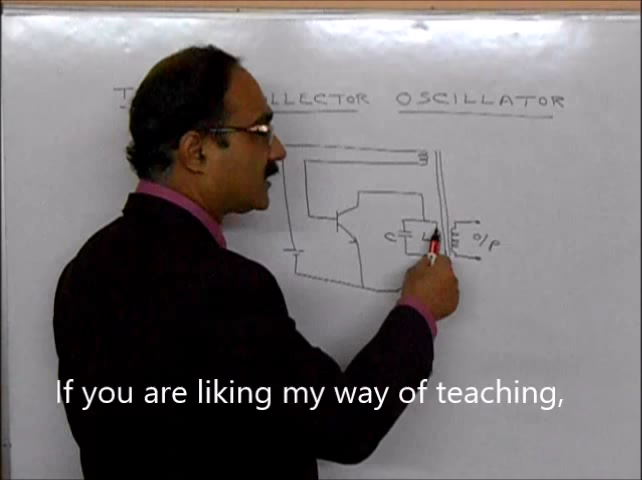 T LLECTOR OSCILLATOR
C L O/P
If you are liking my way of teaching,